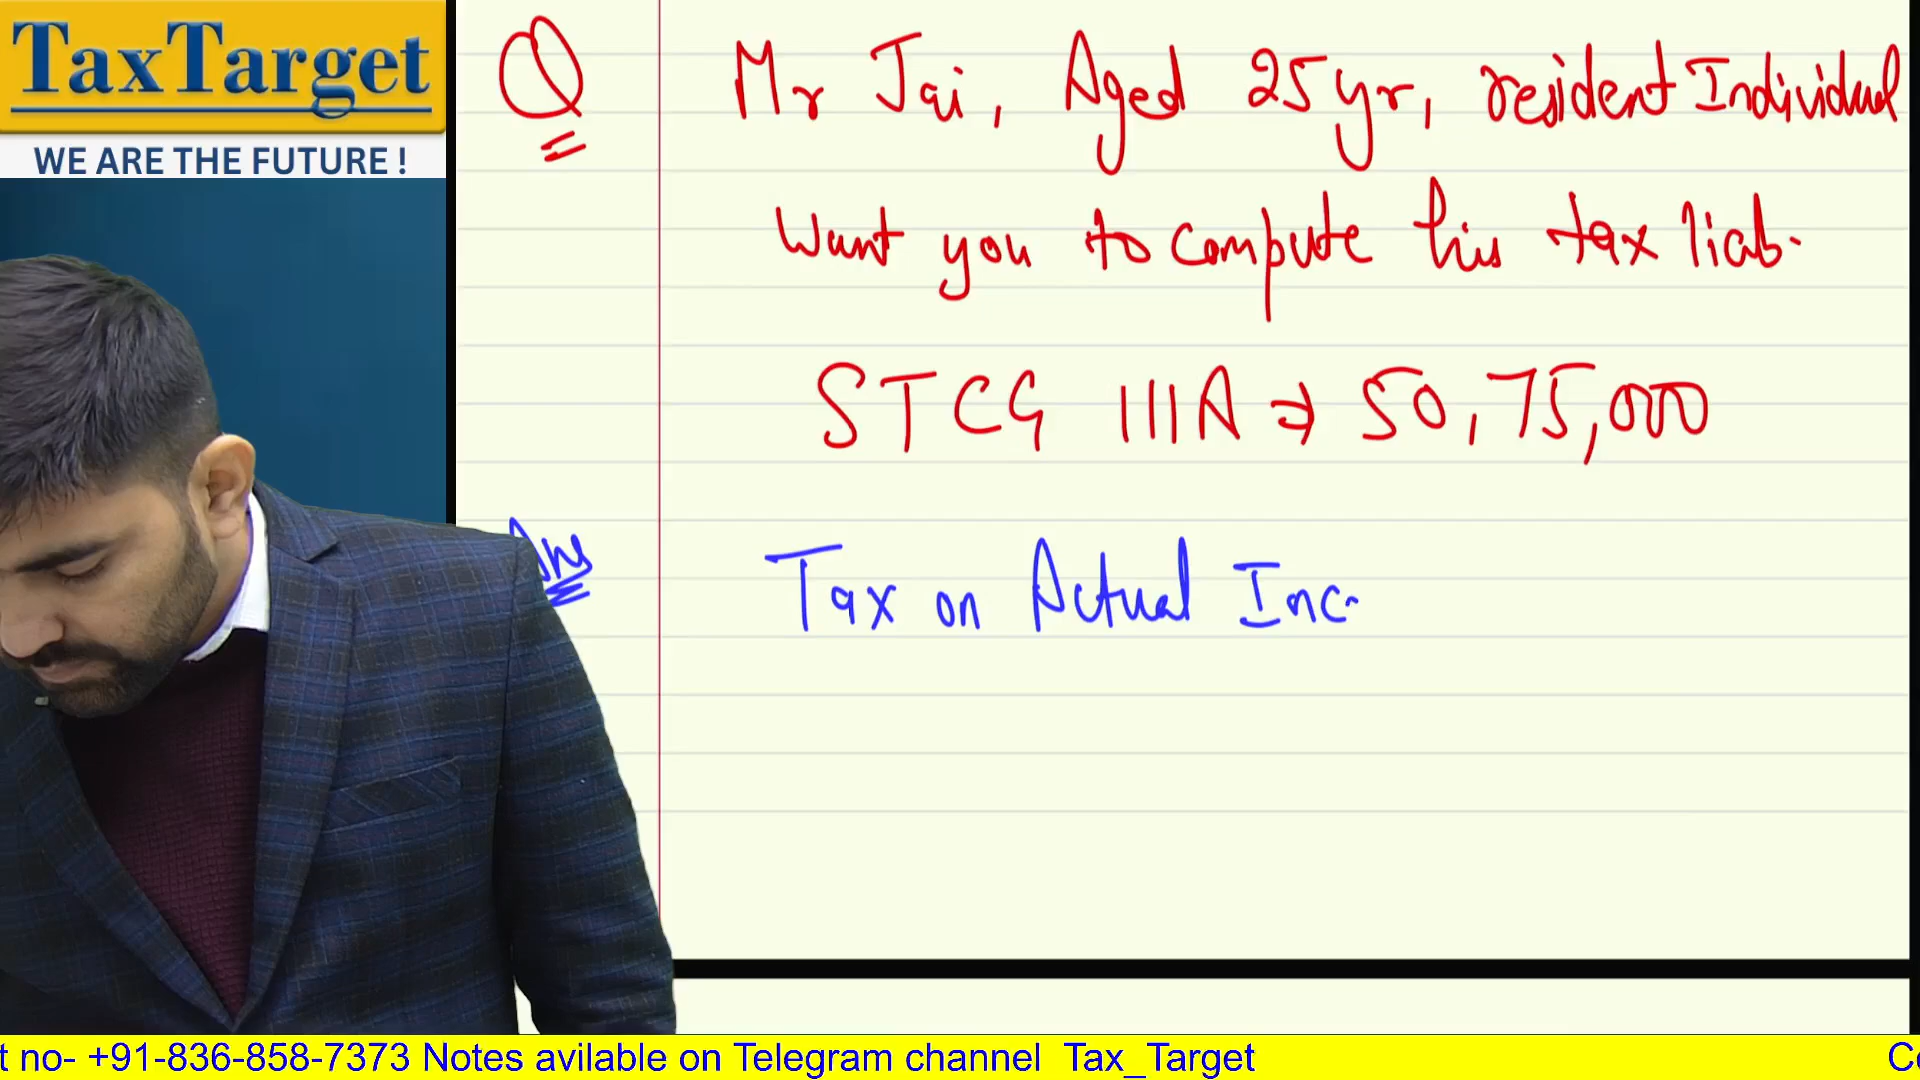 TaxTarget
WE ARE THE FUTURE !
Q
Mr Jai, Aged 25yr, resident Individual
Want you to compute his tax liab.
STCG 111A ⇒ 50,75,000
Ans
Tax on Actual Inc.
t no- +91-836-858-7373 Notes avilable on Telegram channel Tax_Target